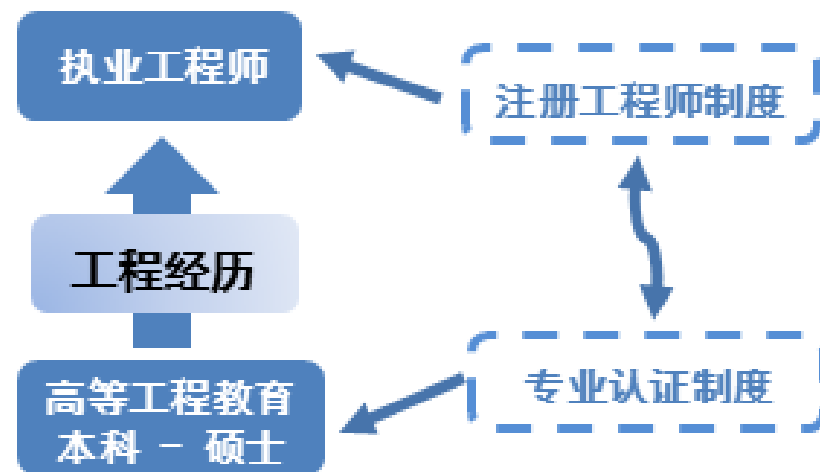 执业工程师
注册工程师制度
工程经历
高等工程教育
本科 - 硕士
专业认证制度